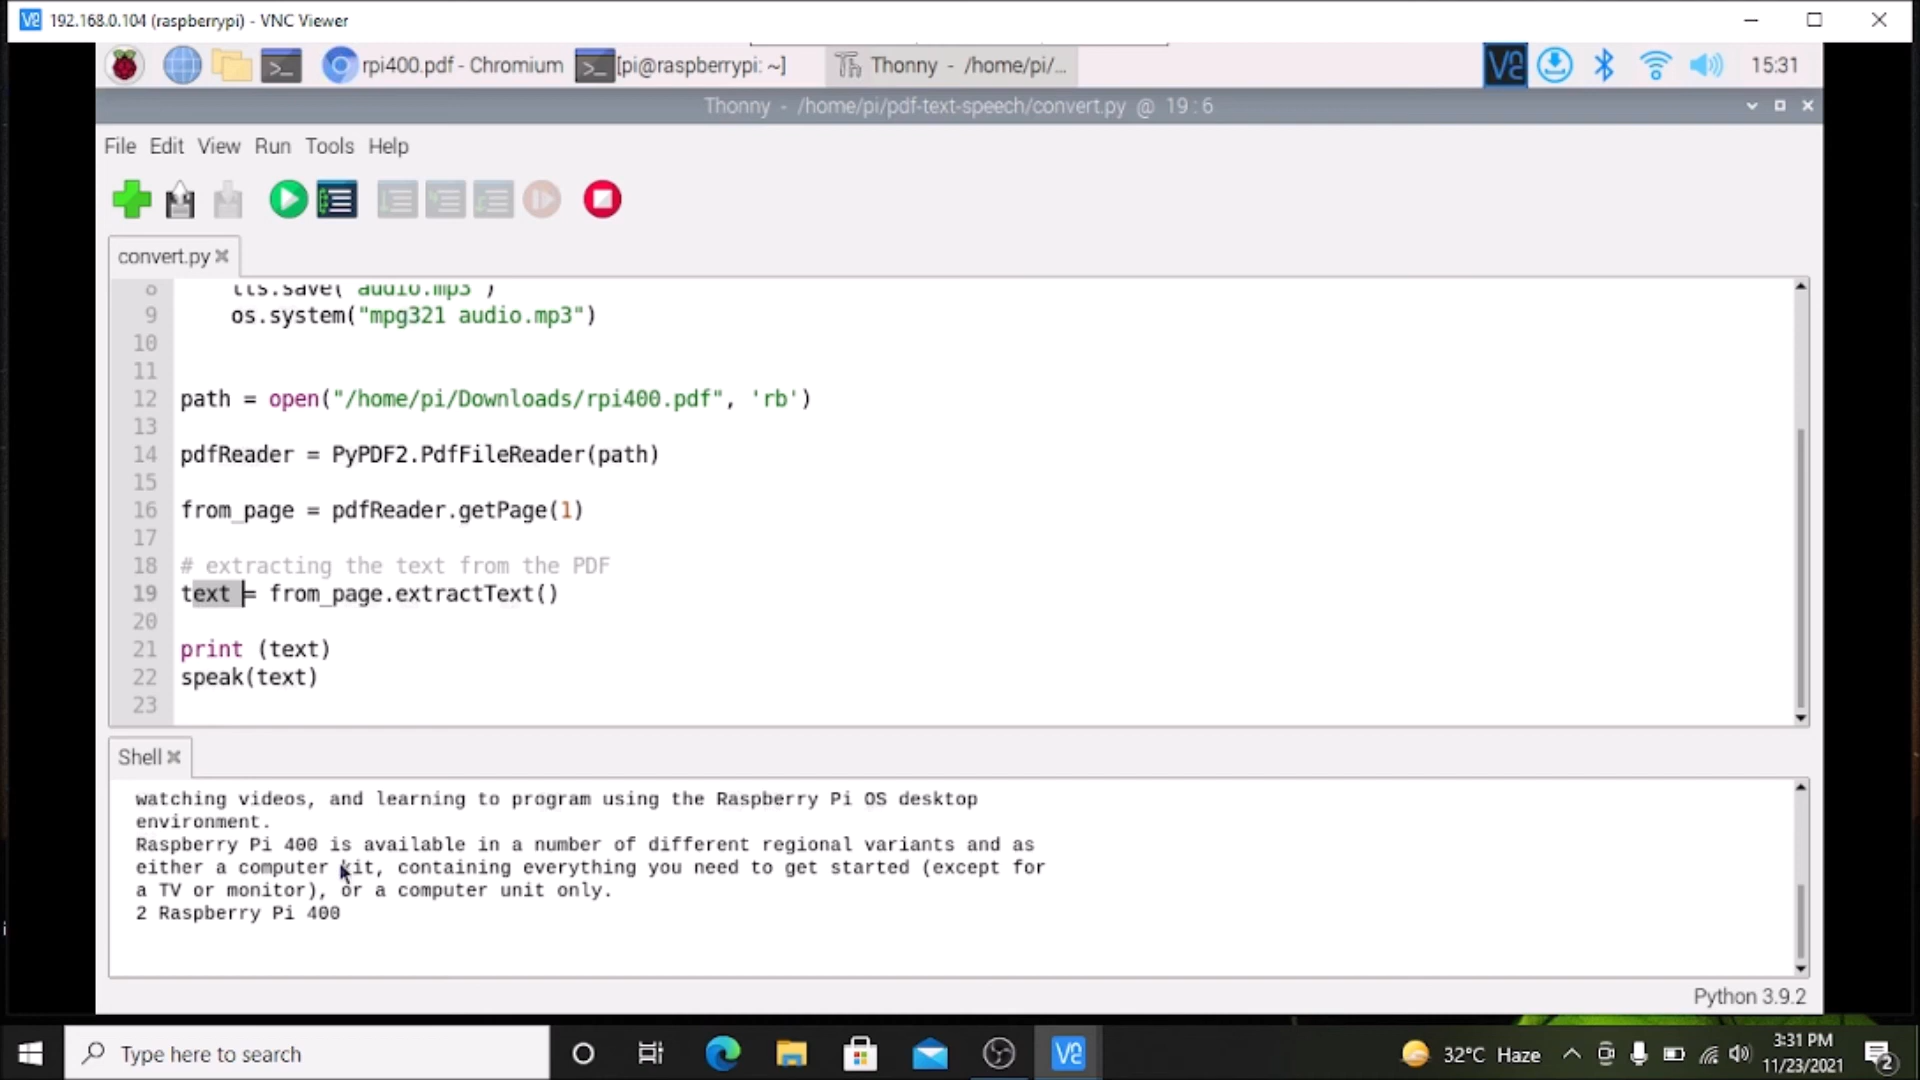 192.168.0.104 (raspberrypi) - VNC Viewer
rpi400.pdf - Chromium [pi@raspberrypi: ~] Thonny - /home/pi/... 15:31
Thonny - /home/pi/pdf-text-speech/convert.py @ 19 : 6
File Edit View Run Tools Help
convert.py
8 tts.save("audio.mp3")
9 os.system("mpg321 audio.mp3")
10
11
12 path = open("/home/pi/Downloads/rpi400.pdf", 'rb')
13
14 pdfReader = PyPDF2.PdfFileReader(path)
15
16 from_page = pdfReader.getPage(1)
17
18 # extracting the text from the PDF
19 text = from_page.extractText()
20
21 print (text)
22 speak(text)
23
Shell
watching videos, and learning to program using the Raspberry Pi OS desktop
environment.
Raspberry Pi 400 is available in a number of different regional variants and as
either a computer kit, containing everything you need to get started (except for
a TV or monitor), or a computer unit only.
2 Raspberry Pi 400
Python 3.9.2
Type here to search
32°C Haze
3:31 PM
11/23/2021
2